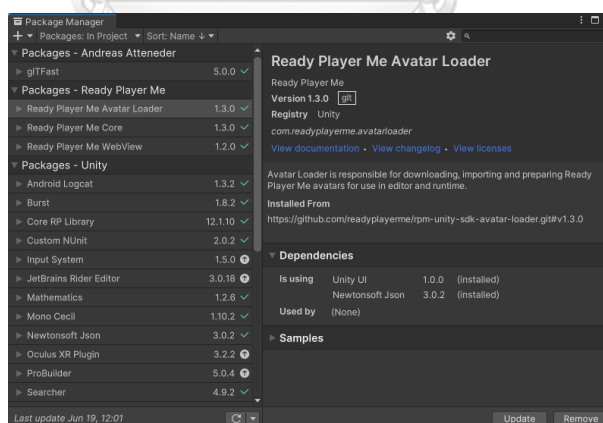 Package Manager
Packages: In Project Sort: Name ↓
Packages - Andreas Atteneder
glTFast 5.0.0
Packages - Ready Player Me
Ready Player Me Avatar Loader 1.3.0
Ready Player Me Core 1.3.0
Ready Player Me WebView 1.2.0
Packages - Unity
Android Logcat 1.3.2
Burst 1.8.2
Core RP Library 12.1.10
Custom NUnit 2.0.2
Input System 1.5.0
JetBrains Rider Editor 3.0.18
Mathematics 1.2.6
Mono Cecil 1.10.2
Newtonsoft Json 3.0.2
Oculus XR Plugin 3.2.2
ProBuilder 5.0.4
Searcher 4.9.2
Last update Jun 19, 12:01
Ready Player Me Avatar Loader
Ready Player Me
Version 1.3.0 git
Registry Unity
com.readyplayerme.avatarloader
View documentation • View changelog • View licenses
Avatar Loader is responsible for downloading, importing and preparing Ready
Player Me avatars for use in editor and runtime.
Installed From
https://github.com/readyplayerme/rpm-unity-sdk-avatar-loader.git#v1.3.0
Dependencies
Is using Unity UI 1.0.0 (installed)
Newtonsoft Json 3.0.2 (installed)
Used by (None)
Samples
Update Remove